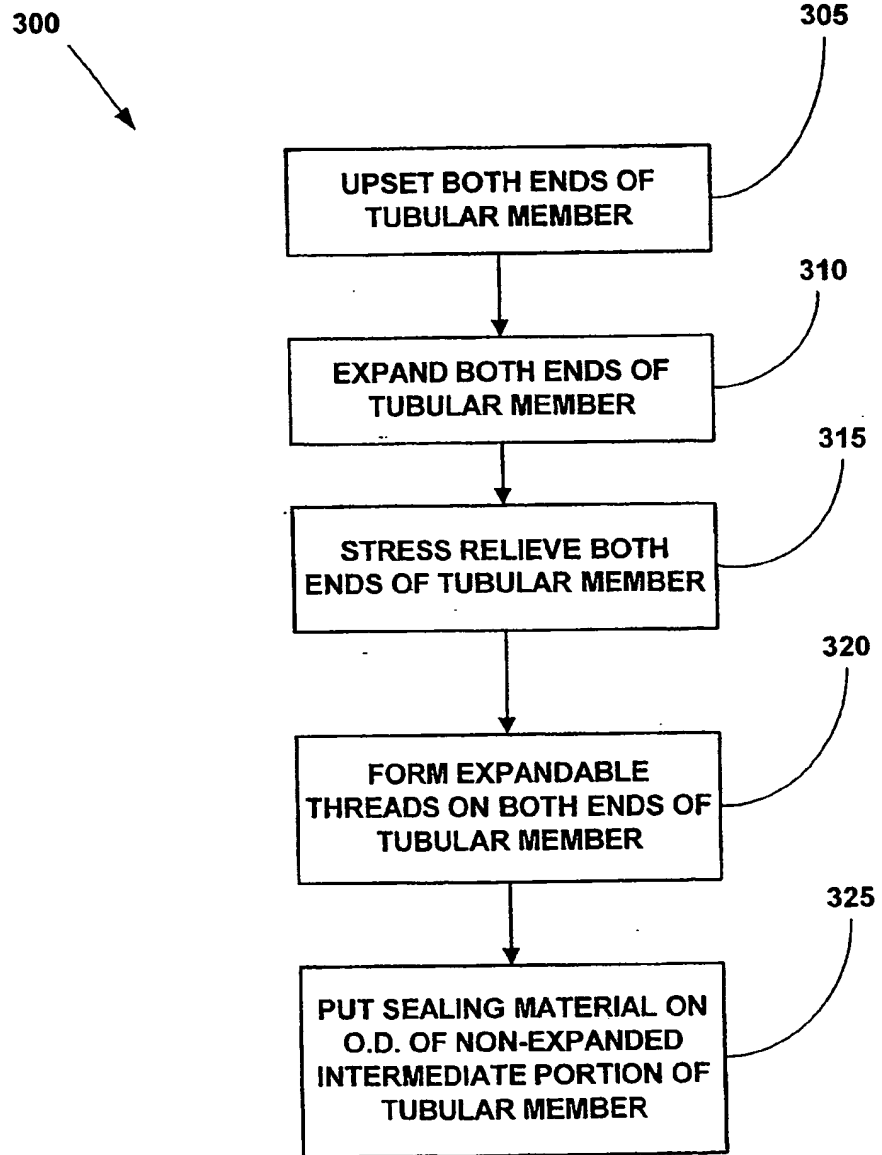 300
305
UPSET BOTH ENDS OF
TUBULAR MEMBER
310
EXPAND BOTH ENDS OF
TUBULAR MEMBER
315
STRESS RELIEVE BOTH
ENDS OF TUBULAR MEMBER
320
FORM EXPANDABLE
THREADS ON BOTH ENDS OF
TUBULAR MEMBER
325
PUT SEALING MATERIAL ON
O.D. OF NON-EXPANDED
INTERMEDIATE PORTION OF
TUBULAR MEMBER